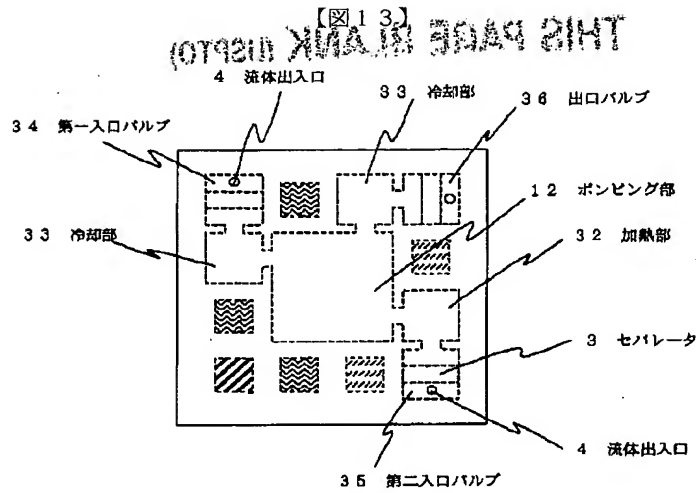 【図１３】
THIS PAGE BLANK (USPTO)
４ 流体出入口
３３ 冷却部
３６ 出口バルブ
３４ 第一入口バルブ
１２ ポンピング部
３３ 冷却部
３２ 加熱部
３ セパレータ
４ 流体出入口
３５ 第二入口バルブ